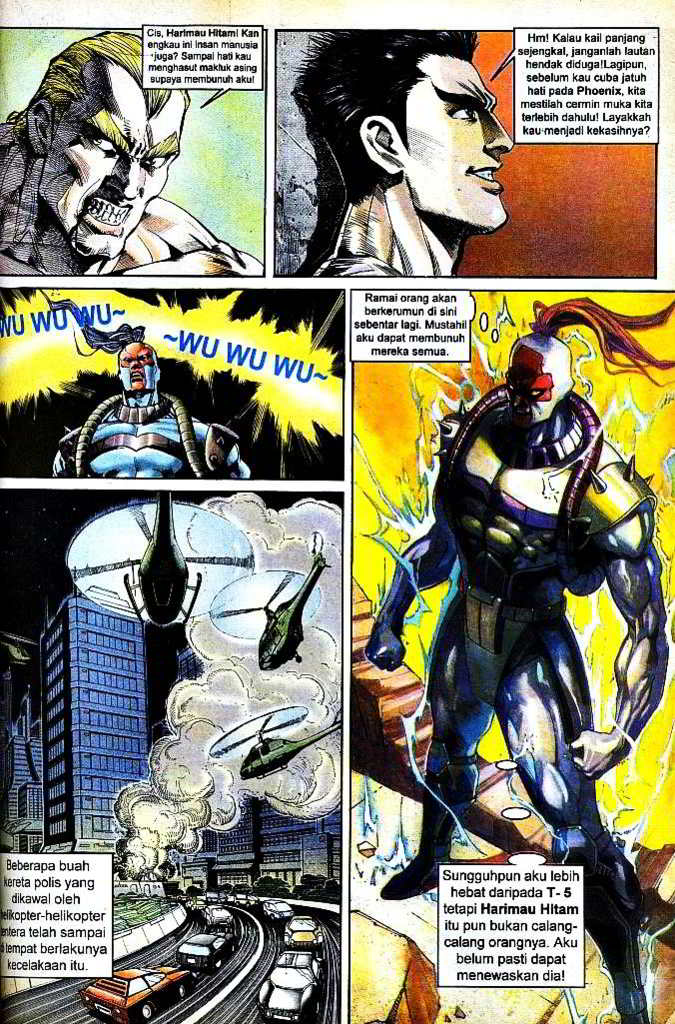 Cis, Harimau Hitam! Kan
engkau ini insan manusia
juga? Sampai hati kau
menghasut makluk asing
supaya membunuh aku!
Hm! Kalau kail panjang
sejengkal, janganlah lautan
hendak diduga!Lagipun,
sebelum kau cuba jatuh
hati pada Phoenix, kita
mestilah cermin muka kita
terlebih dahulu! Layakkah
kau menjadi kekasihnya?
WU WU WU~
~WU WU WU~
Ramai orang akan
berkerumun di sini
sebentar lagi. Mustahil
aku dapat membunuh
mereka semua.
Beberapa buah
kereta polis yang
dikawal oleh
helikopter-helikopter
tentera telah sampai
di tempat berlakunya
kecelakaan itu.
Sungguhpun aku lebih
hebat daripada T - 5
tetapi Harimau Hitam
itu pun bukan calang-
calang orangnya. Aku
belum pasti dapat
menewaskan dia!